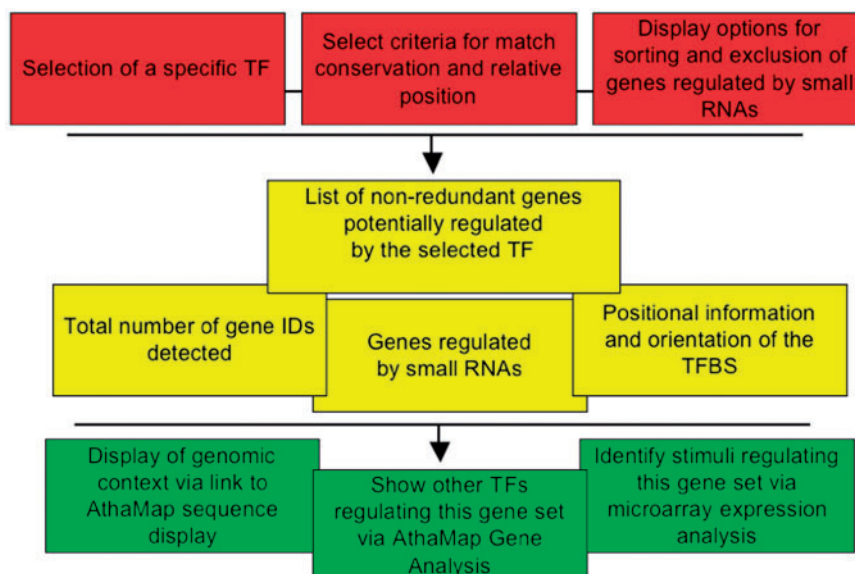 Selection of a specific TF
Select criteria for match
conservation and relative
position
Display options for
sorting and exclusion of
genes regulated by small
RNAs
List of non-redundant genes
potentially regulated
by the selected TF
Total number of gene IDs
detected
Genes regulated
by small RNAs
Positional information
and orientation of the
TFBS
Display of genomic
context via link to
AthaMap sequence
display
Show other TFs
regulating this gene set
via AthaMap Gene
Analysis
Identify stimuli regulating
this gene set via
microarray expression
analysis